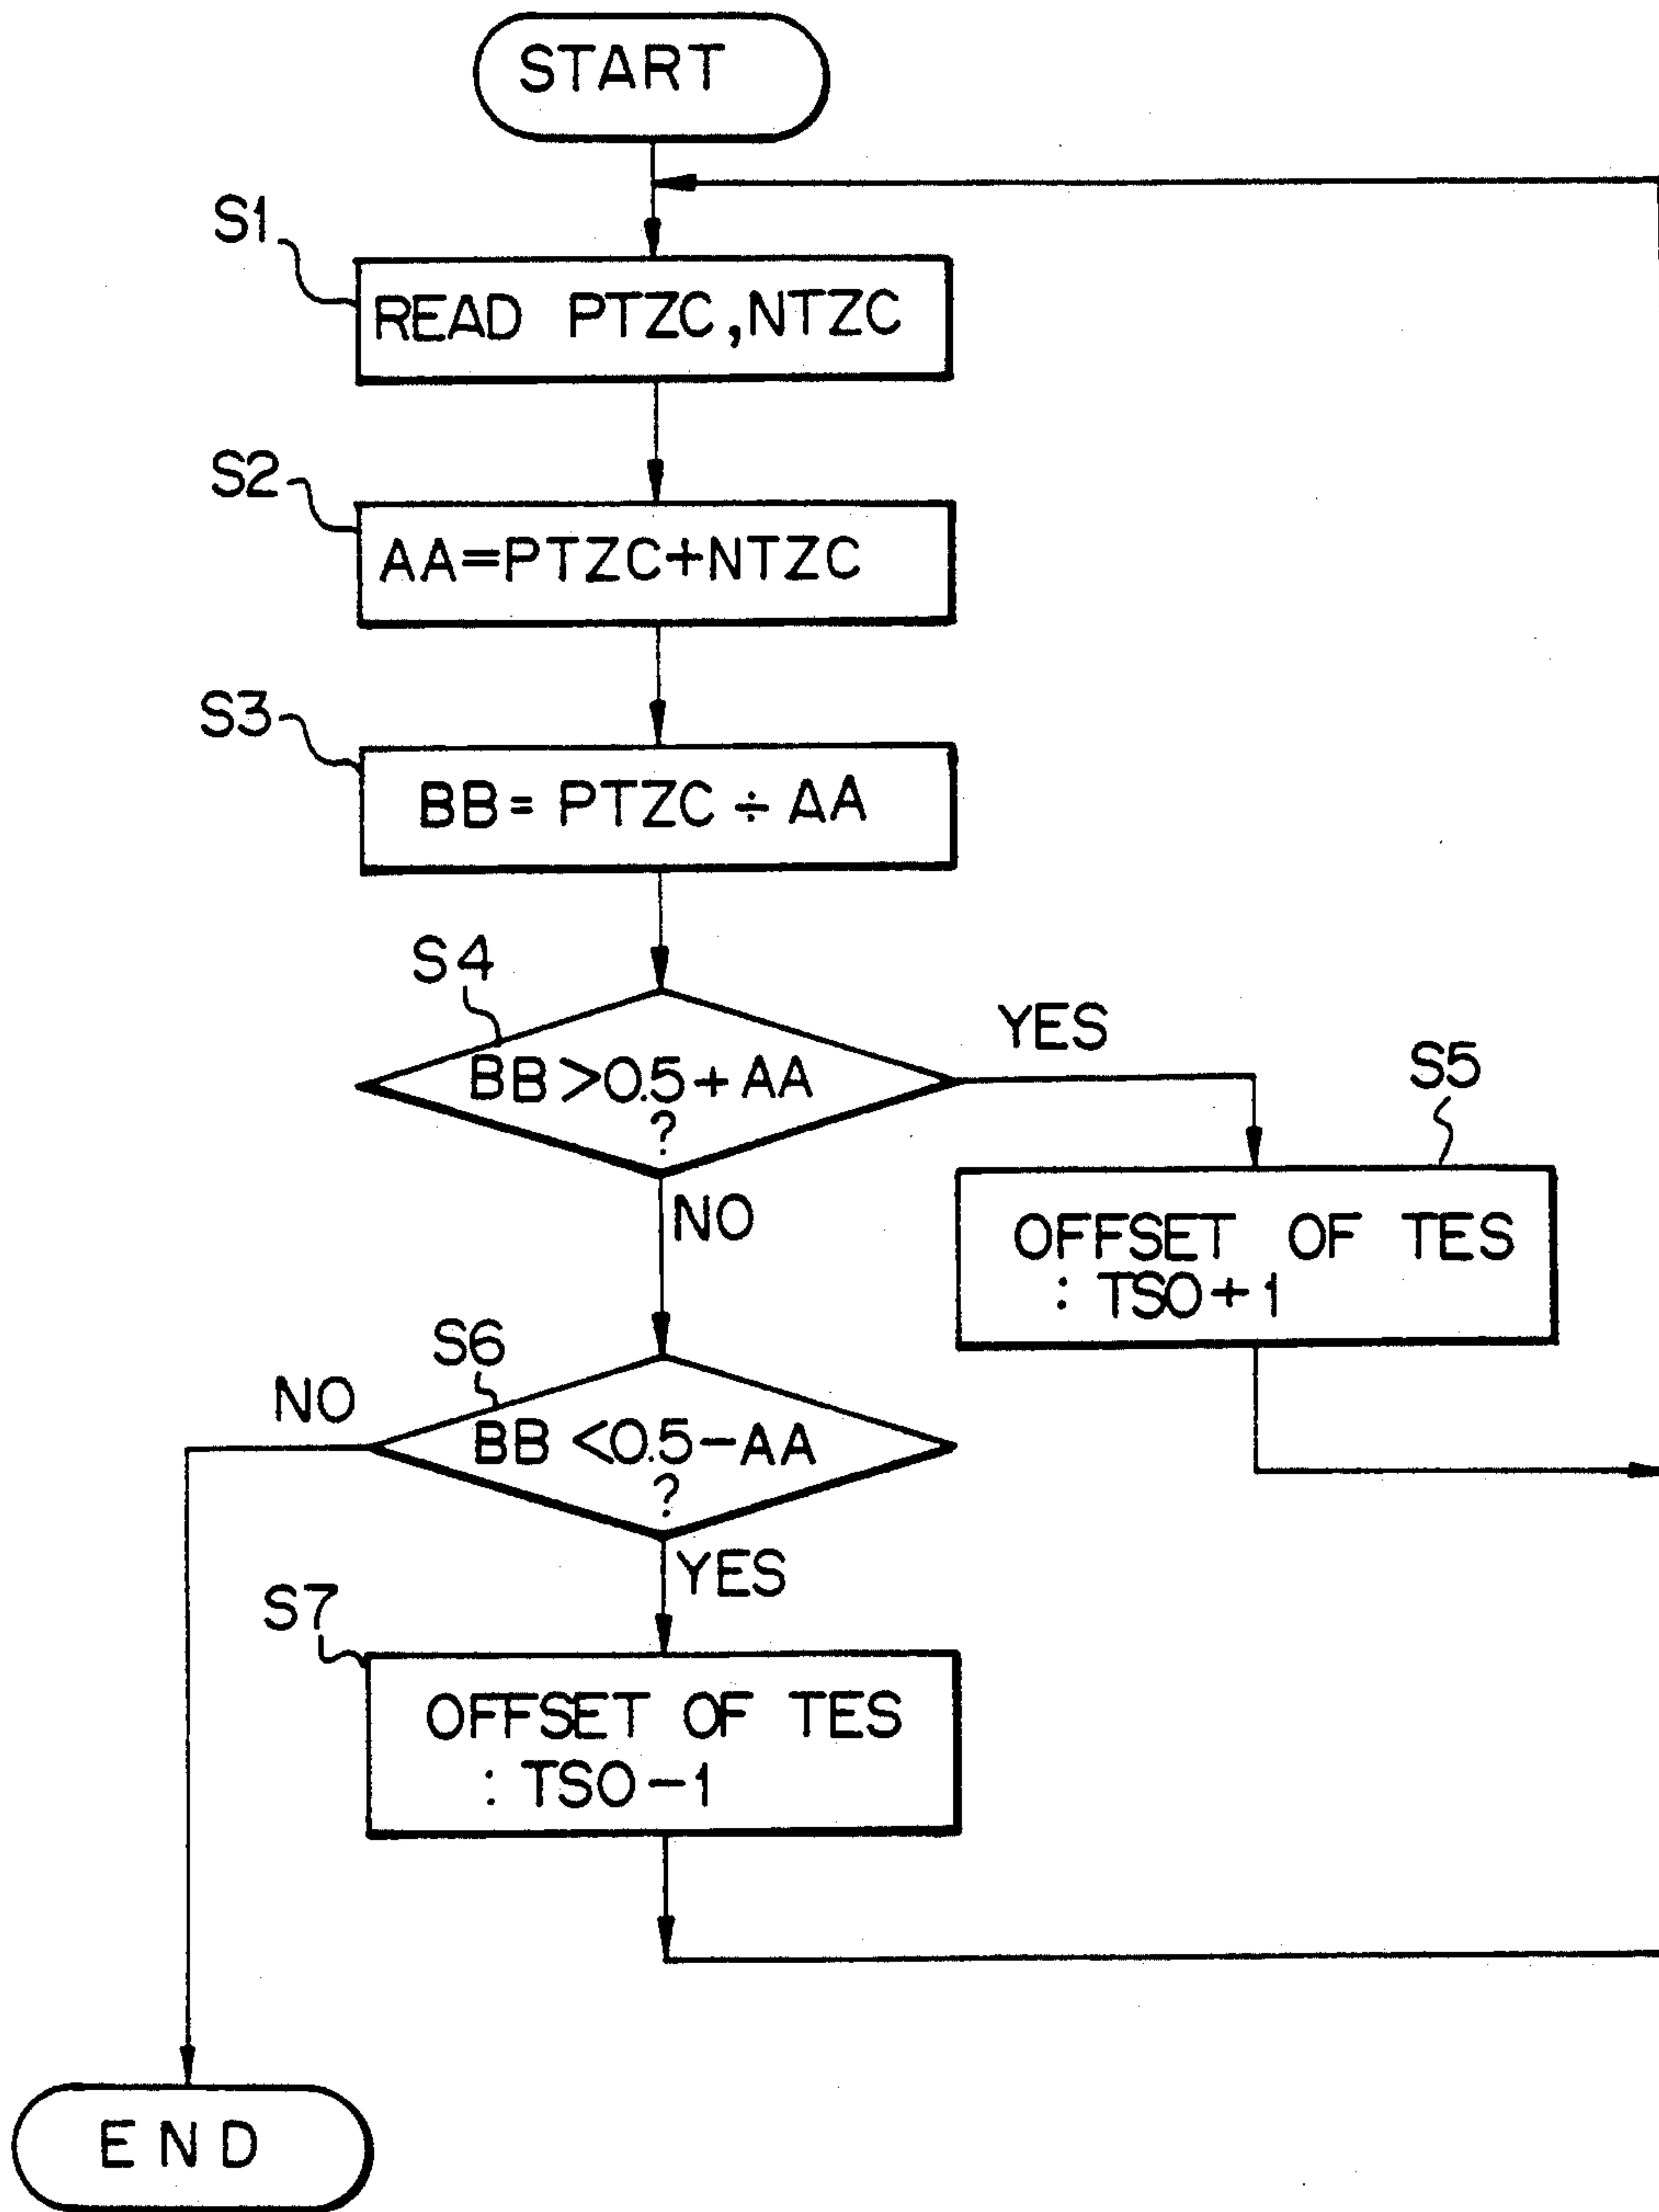 START
S1
READ PTZC,NTZC
S2
AA=PTZC+NTZC
S3
BB= PTZC ÷ AA
S4
BB>0.5+AA
?
YES
NO
S5
OFFSET OF TES
: TSO+1
S6
BB<0.5-AA
?
NO
YES
S7
OFFSET OF TES
: TSO-1
END